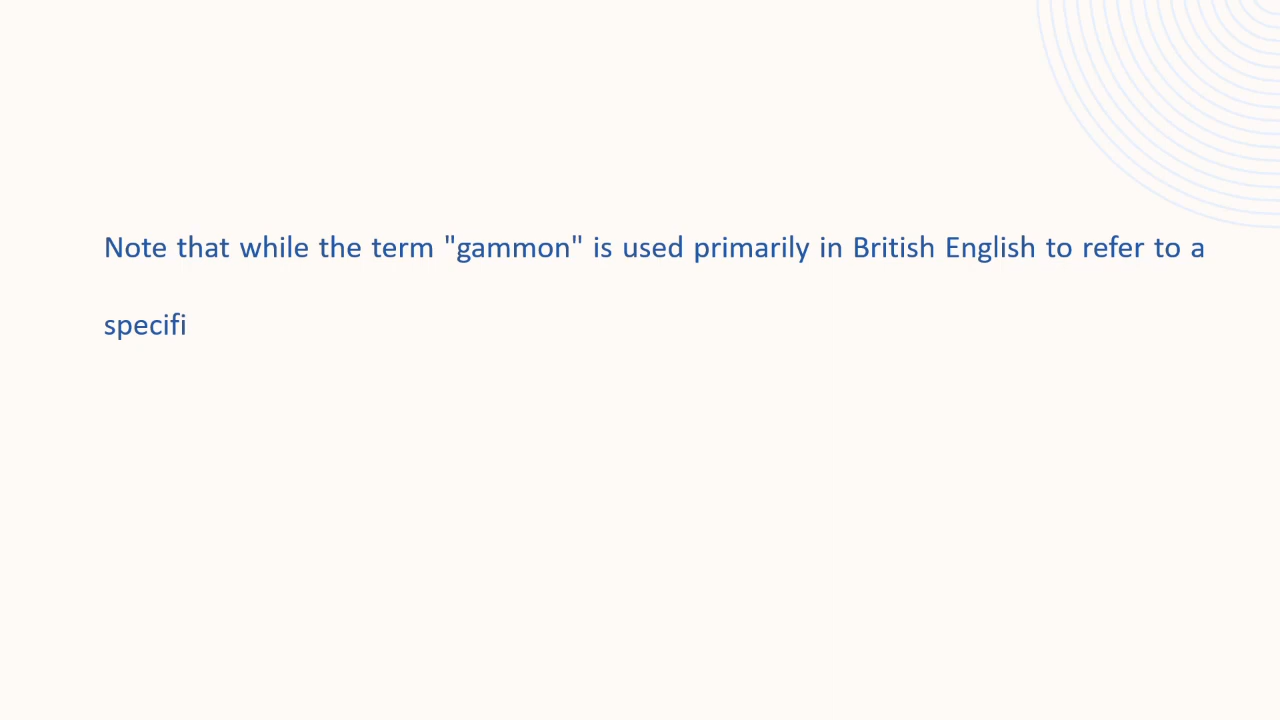 Note that while the term "gammon" is used primarily in British English to refer to a
specifi